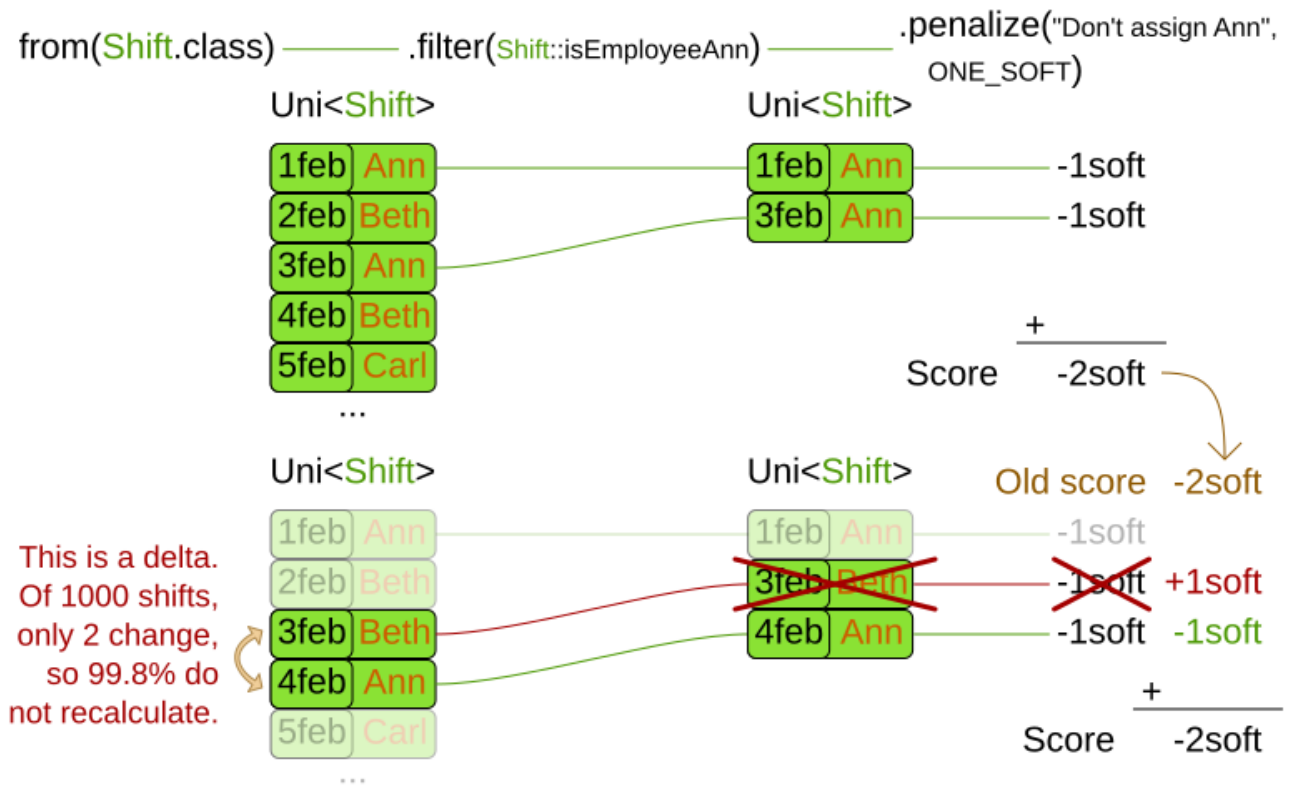 from(Shift.class)
.filter(Shift::isEmployeeAnn)
.penalize("Don't assign Ann",
ONE_SOFT)
Uni<Shift>
Uni<Shift>
1feb Ann
1feb Ann
-1soft
2feb Beth
3feb Ann
-1soft
3feb Ann
4feb Beth
5feb Carl
...
+
Score -2soft
Uni<Shift>
Uni<Shift>
Old score -2soft
1feb Ann
1feb Ann
-1soft
This is a delta.
Of 1000 shifts,
only 2 change,
so 99.8% do
not recalculate.
2feb Beth
3feb Beth
-1soft +1soft
3feb Beth
4feb Ann
-1soft -1soft
4feb Ann
5feb Carl
...
+
Score -2soft